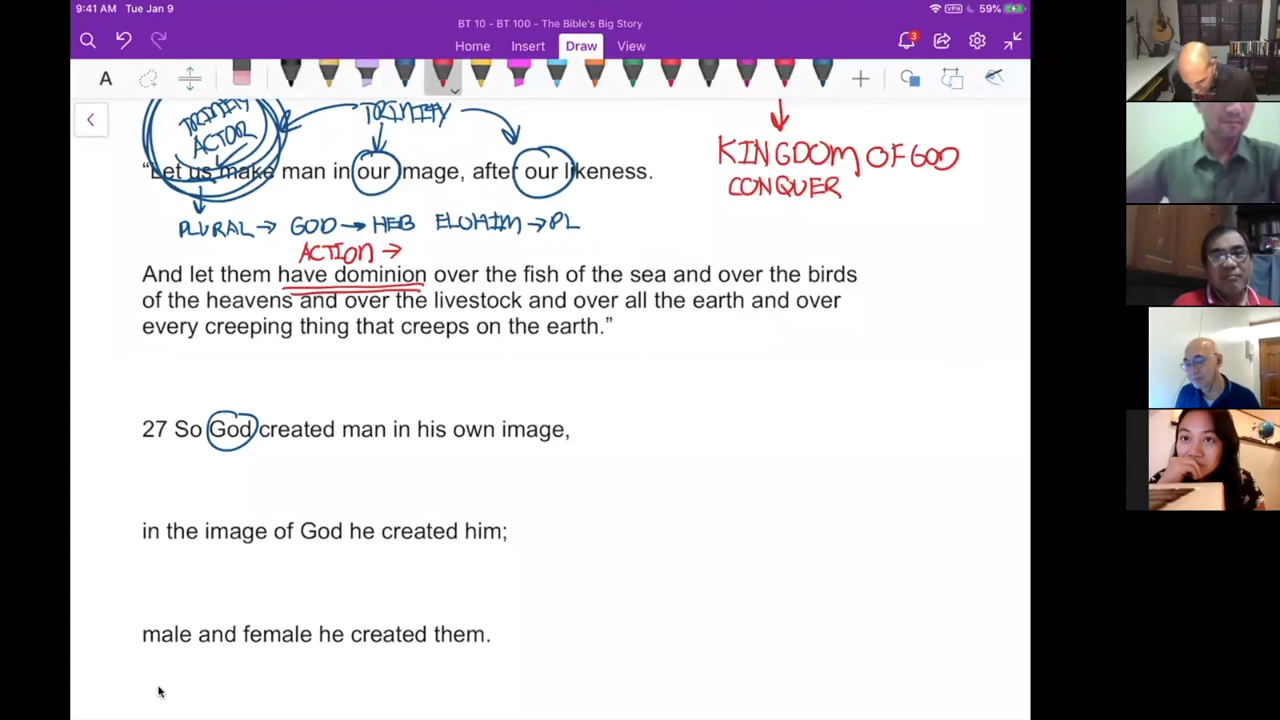 9:41 AM Tue Jan 9
VPN 59%
BT 10 - BT 100 - The Bible's Big Story
Home Insert Draw View
3
A
TRINITY TRINITY
ACTOR
KINGDOM OF GOD
“Let us make man in our mage, after our likeness.
CONQUER
PLURAL → GOD → HEB ELOHIM → PL
ACTION →
And let them have dominion over the fish of the sea and over the birds
of the heavens and over the livestock and over all the earth and over
every creeping thing that creeps on the earth.”
27 So God created man in his own image,
in the image of God he created him;
male and female he created them.